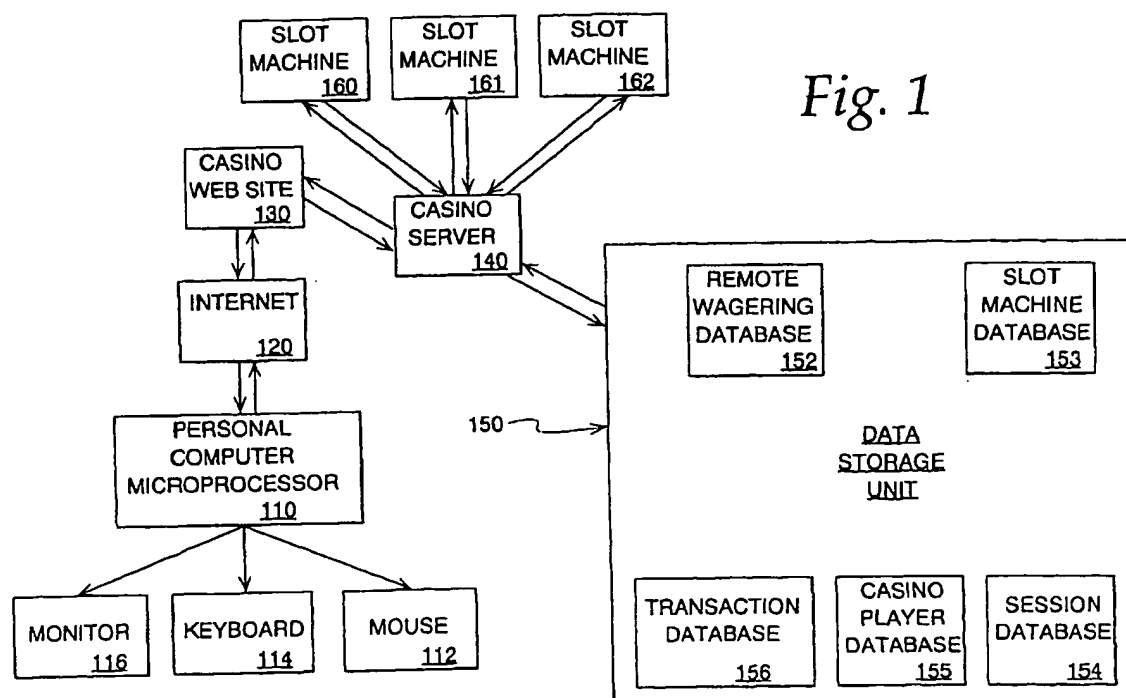 SLOT
MACHINE
160
SLOT
MACHINE
161
SLOT
MACHINE
162
Fig. 1
CASINO
WEB SITE
130
CASINO
SERVER
140
INTERNET
120
REMOTE
WAGERING
DATABASE
152
SLOT
MACHINE
DATABASE
153
PERSONAL
COMPUTER
MICROPROCESSOR
110
150
DATA
STORAGE
UNIT
MONITOR
116
KEYBOARD
114
MOUSE
112
TRANSACTION
DATABASE
156
CASINO
PLAYER
DATABASE
155
SESSION
DATABASE
154